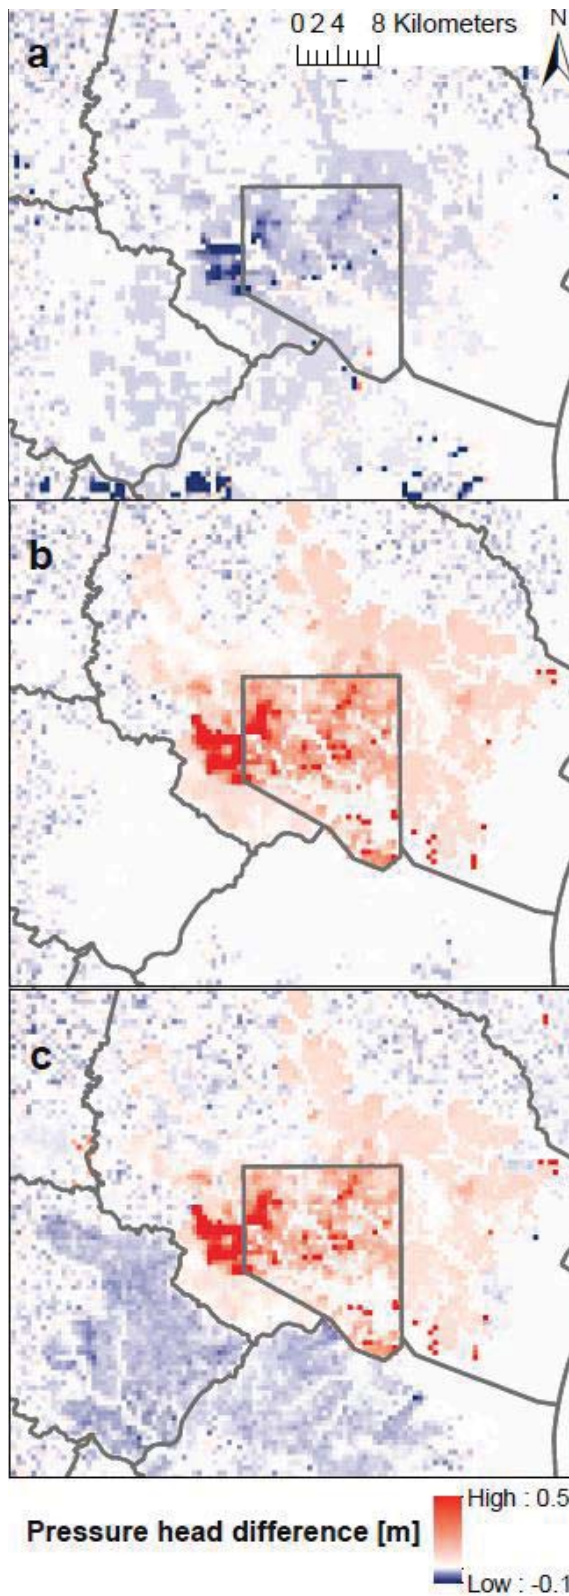 0 2 4 8 Kilometers
N
a
b
c
Pressure head difference [m]
High : 0.5
Low : -0.1